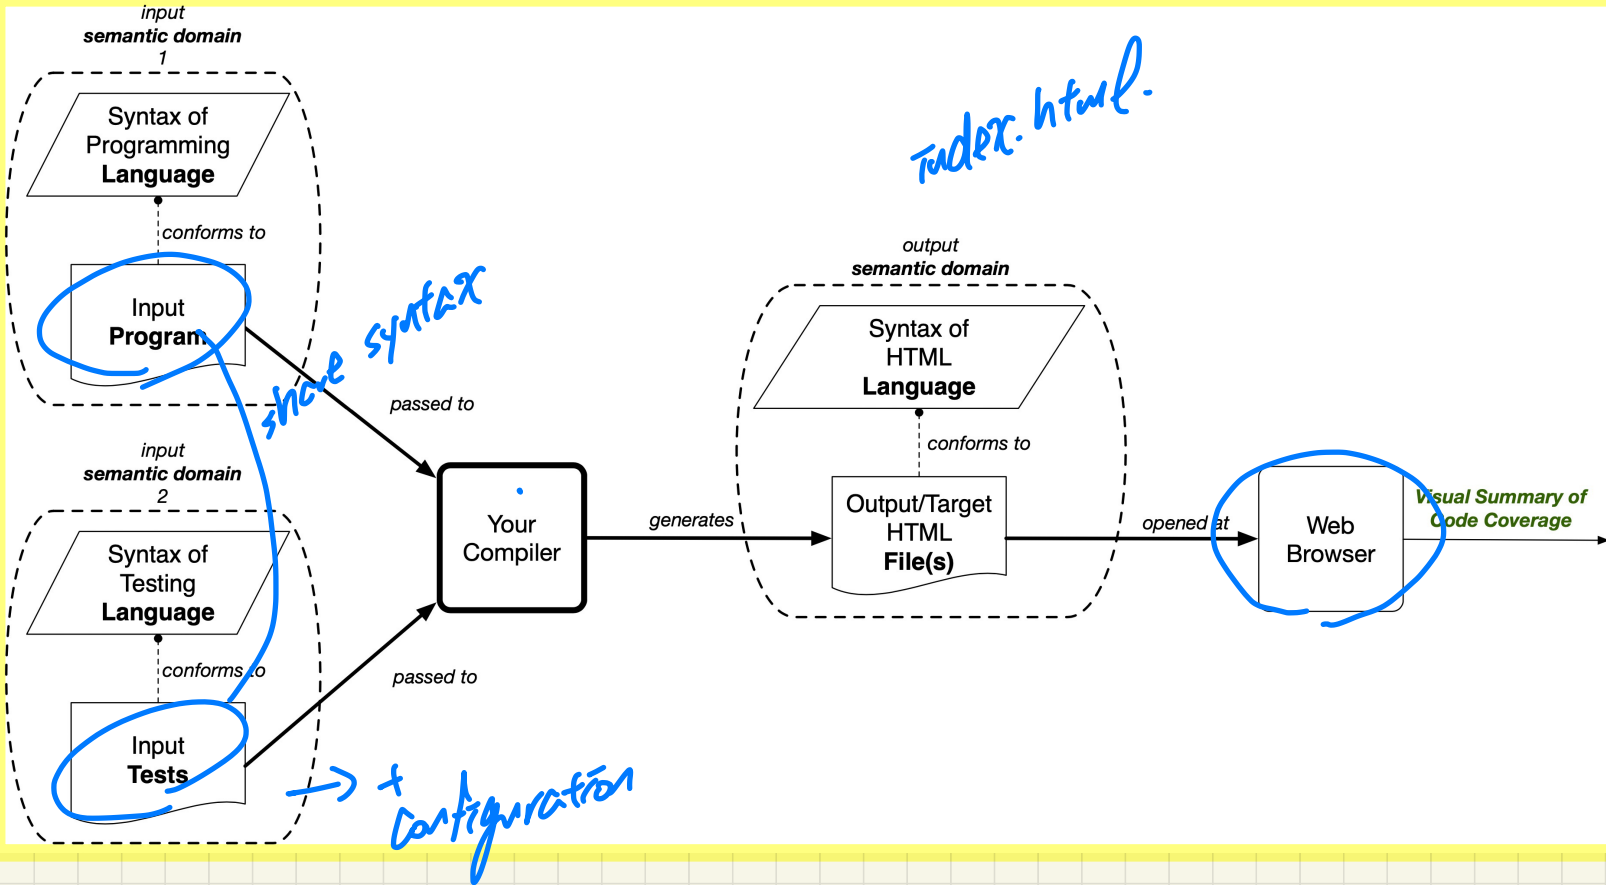 input
semantic domain
1
Syntax of
Programming
Language
conforms to
Input
Program
passed to
share syntax
input
semantic domain
2
Syntax of
Testing
Language
conforms to
Input
Tests
passed to
→ +
configuration
Your
Compiler
generates
index.html.
output
semantic domain
Syntax of
HTML
Language
conforms to
Output/Target
HTML
File(s)
opened at
Web
Browser
Visual Summary of
Code Coverage